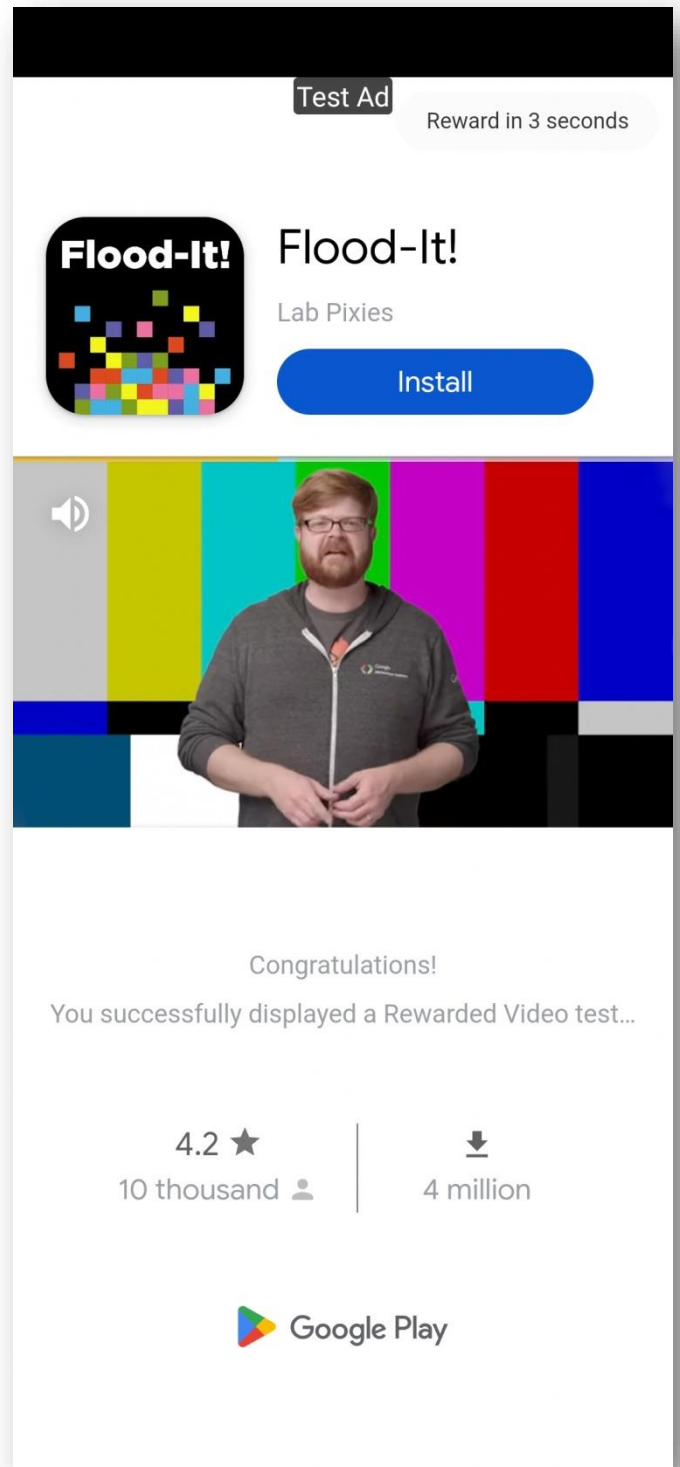 Test Ad
Reward in 3 seconds
Flood-It!
Flood-It!
Lab Pixies
Install
Google
Congratulations!
You successfully displayed a Rewarded Video test…
4.2
10 thousand
4 million
Google Play